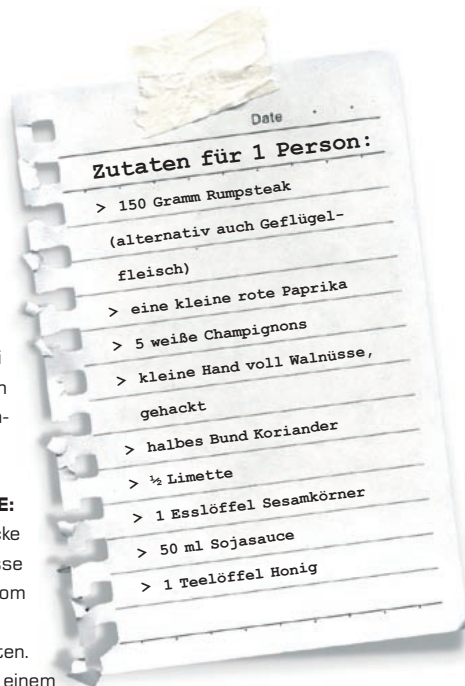 Date
Zutaten für 1 Person:
> 150 Gramm Rumpsteak
(alternativ auch Geflügel-
fleisch)
> eine kleine rote Paprika
> 5 weiße Champignons
> kleine Hand voll Walnüsse,
gehackt
> halbes Bund Koriander
> ½ Limette
> 1 Esslöffel Sesamkörner
> 50 ml Sojasauce
> 1 Teelöffel Honig
E:
einem